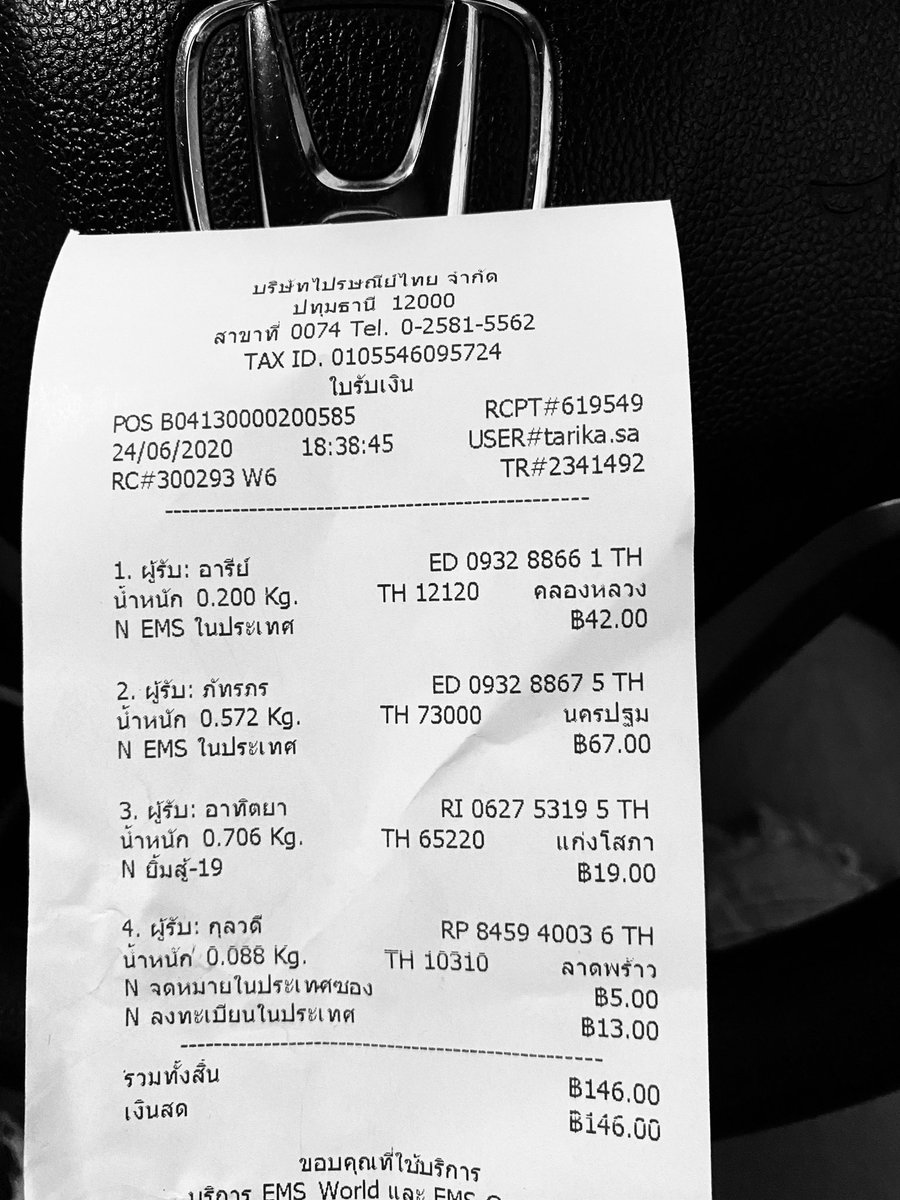 บริษัทไปรษณีย์ไทย จำกัด
ปทุมธานี 12000
สาขาที่ 0074 Tel. 0-2581-5562
TAX ID. 0105546095724
ใบรับเงิน
POS B04130000200585 RCPT#619549
24/06/2020 18:38:45 USER#tarika.sa
RC#300293 W6 TR#2341492
1. ผู้รับ: อารีย์ ED 0932 8866 1 TH
น้ำหนัก 0.200 Kg. TH 12120 คลองหลวง
N EMS ในประเทศ ฿42.00
2. ผู้รับ: ภัทรภร ED 0932 8867 5 TH
น้ำหนัก 0.572 Kg. TH 73000 นครปฐม
N EMS ในประเทศ ฿67.00
3. ผู้รับ: อาทิตยา RI 0627 5319 5 TH
น้ำหนัก 0.706 Kg. TH 65220 แก่งโสภา
N ยิ้มสู้-19 ฿19.00
4. ผู้รับ: กุลวดี RP 8459 4003 6 TH
น้ำหนัก 0.088 Kg. TH 10310 ลาดพร้าว
N จดหมายในประเทศซอง ฿5.00
N ลงทะเบียนในประเทศ ฿13.00
รวมทั้งสิ้น ฿146.00
เงินสด ฿146.00
ขอบคุณที่ใช้บริการ
บริการ EMS World และ EMS